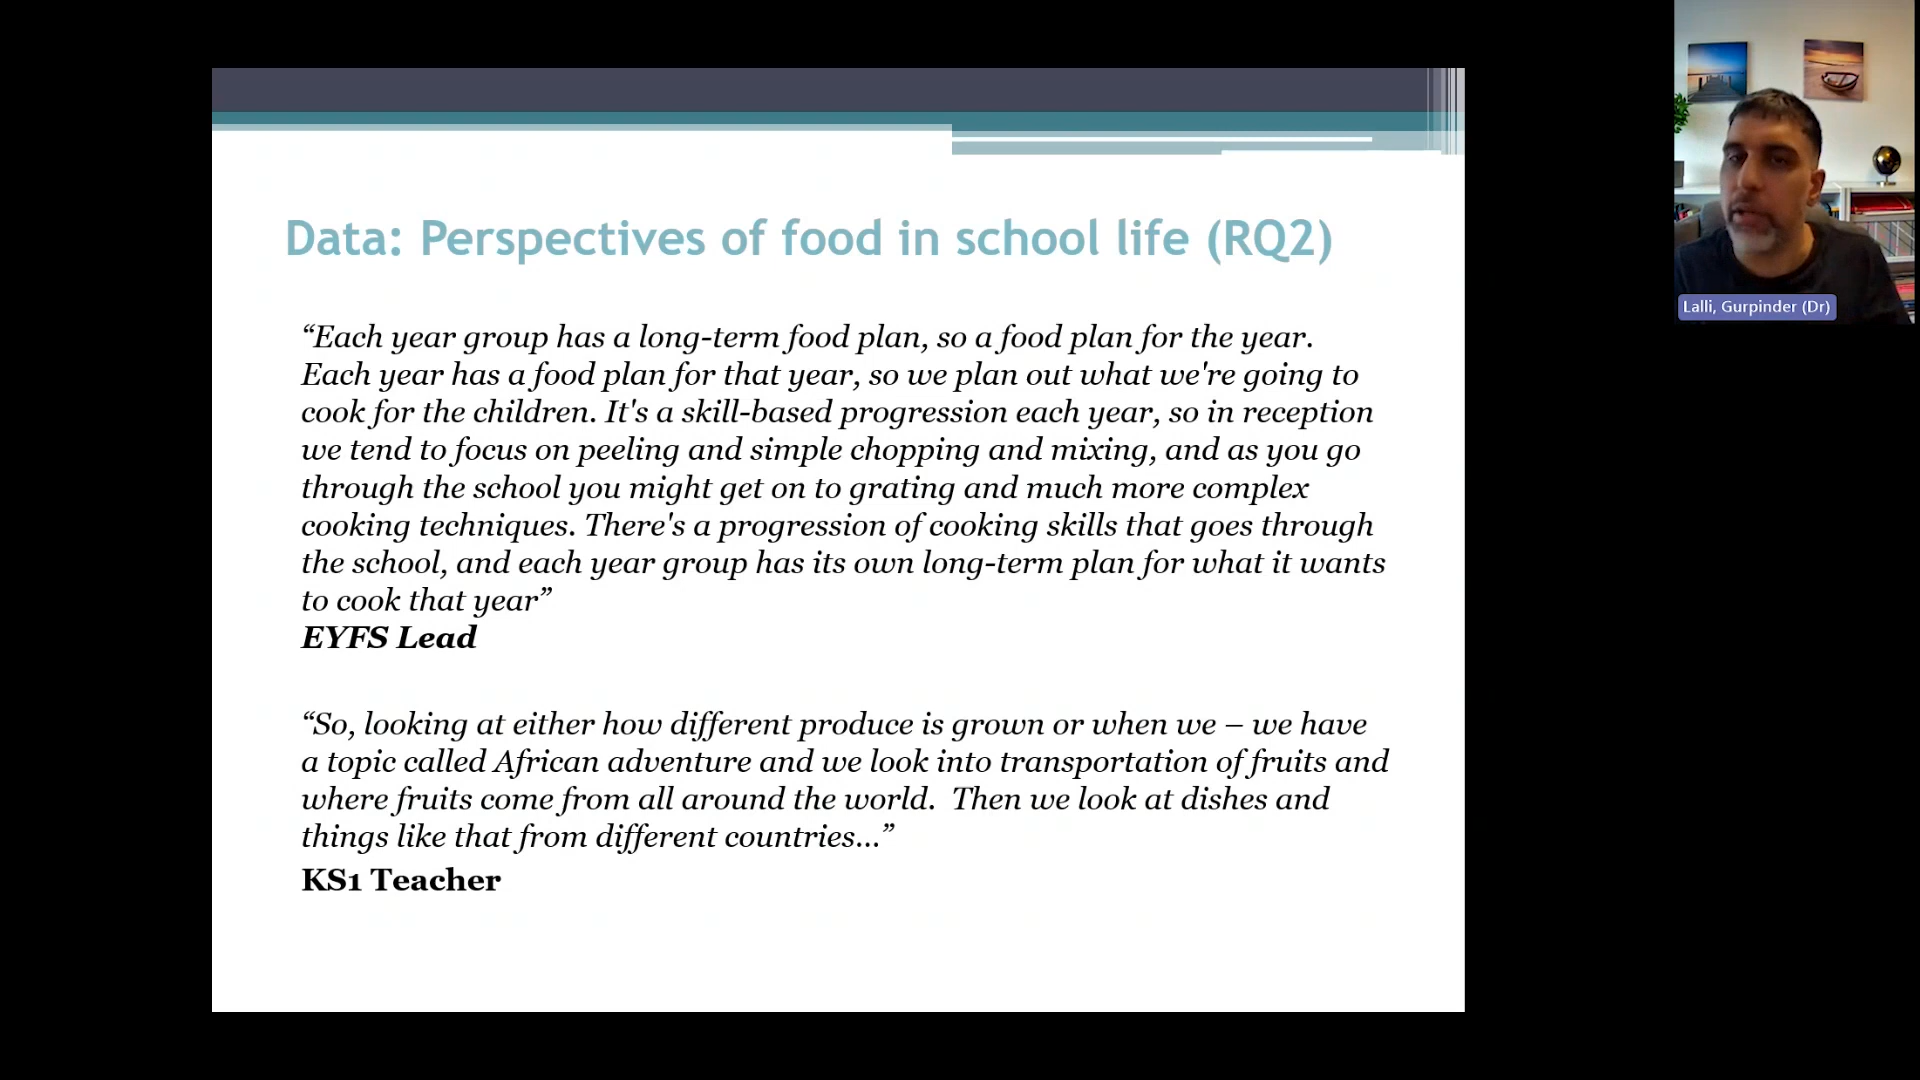 Data: Perspectives of food in school life (RQ2)
“Each year group has a long-term food plan, so a food plan for the year.
Each year has a food plan for that year, so we plan out what we're going to
cook for the children. It's a skill-based progression each year, so in reception
we tend to focus on peeling and simple chopping and mixing, and as you go
through the school you might get on to grating and much more complex
cooking techniques. There's a progression of cooking skills that goes through
the school, and each year group has its own long-term plan for what it wants
to cook that year”
EYFS Lead
“So, looking at either how different produce is grown or when we – we have
a topic called African adventure and we look into transportation of fruits and
where fruits come from all around the world.  Then we look at dishes and
things like that from different countries…”
KS1 Teacher
Lalli, Gurpinder (Dr)